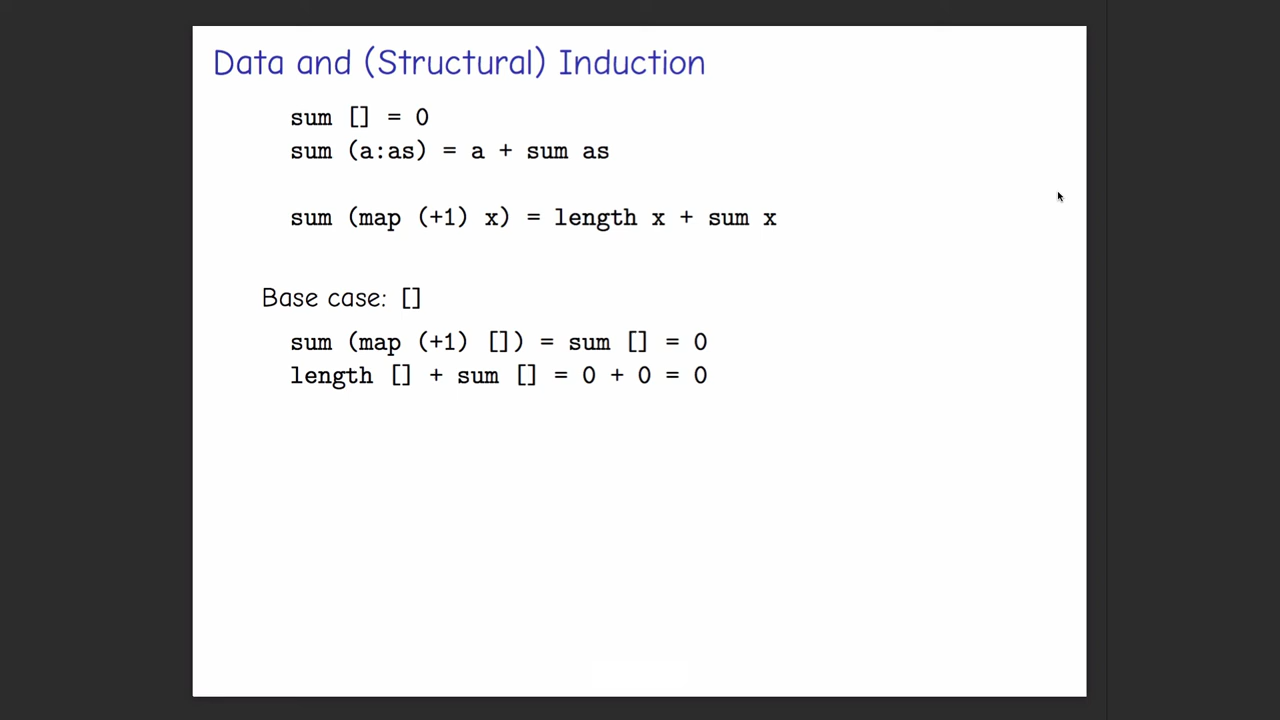 Data and (Structural) Induction
sum [] = 0
sum (a:as) = a + sum as
sum (map (+1) x) = length x + sum x
Base case: []
sum (map (+1) []) = sum [] = 0
length [] + sum [] = 0 + 0 = 0